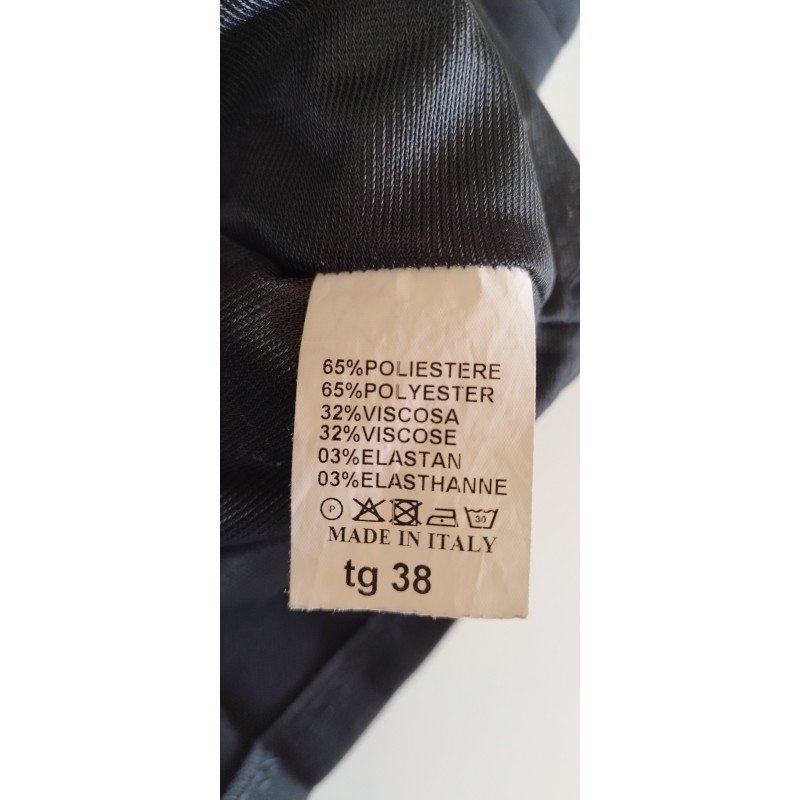 65%POLIESTERE
65%POLYESTER
32%VISCOSA
32%VISCOSE
03%ELASTAN
03%ELASTHANNE
P 30
MADE IN ITALY
tg 38